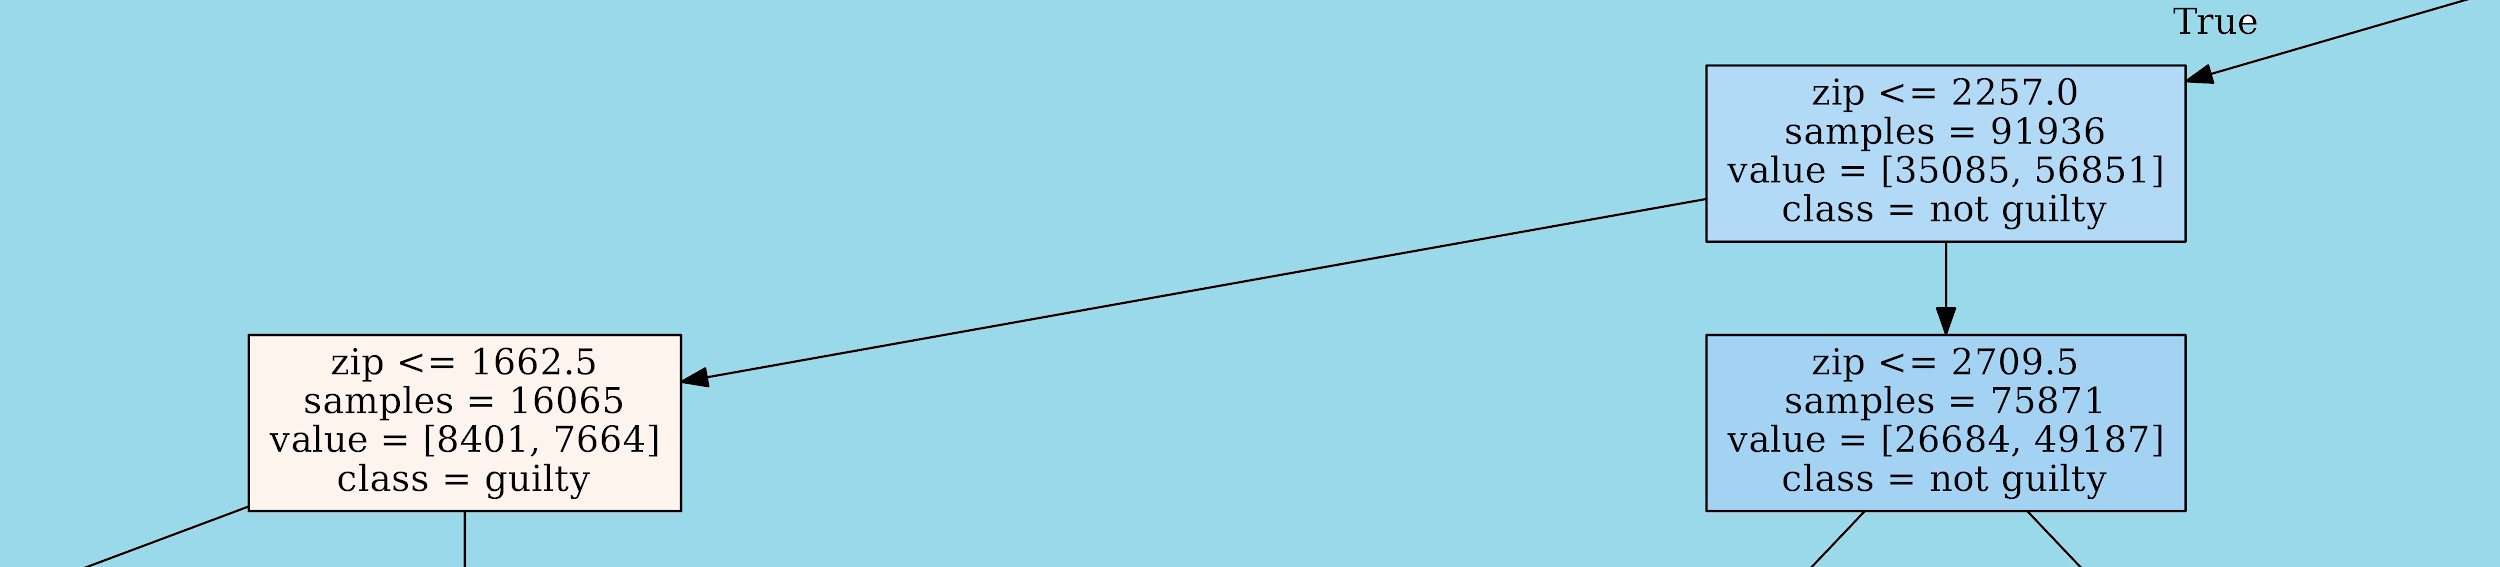 True
zip <= 2257.0
samples = 91936
value = [35085, 56851]
class = not guilty
zip <= 1662.5
samples = 16065
value = [8401, 7664]
class = guilty
zip <= 2709.5
samples = 75871
value = [26684, 49187]
class = not guilty